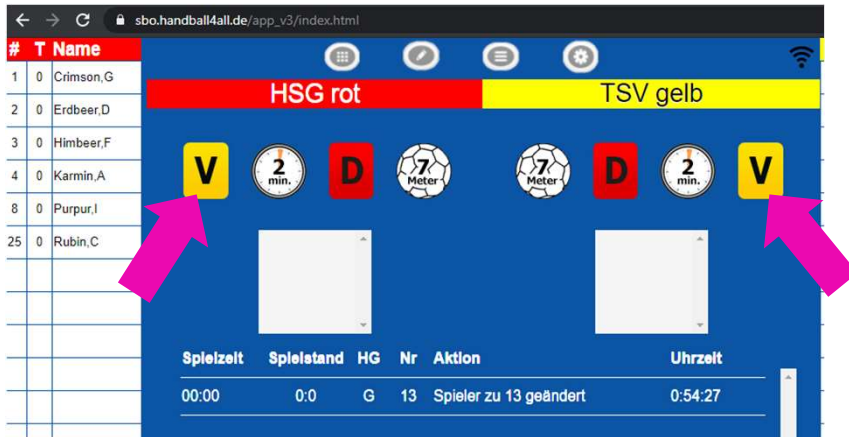 sbo.handball4all.de/app_v3/index.html
# T Name
1 0 Crimson,G
2 0 Erdbeer,D
3 0 Himbeer,F
4 0 Karmin,A
8 0 Purpur,I
25 0 Rubin,C
HSG rot TSV gelb
V 2 min. D 7 Meter 7 Meter D 2 min. V
Spielzeit Spielstand HG Nr Aktion Uhrzeit
00:00 0:0 G 13 Spieler zu 13 geändert 0:54:27